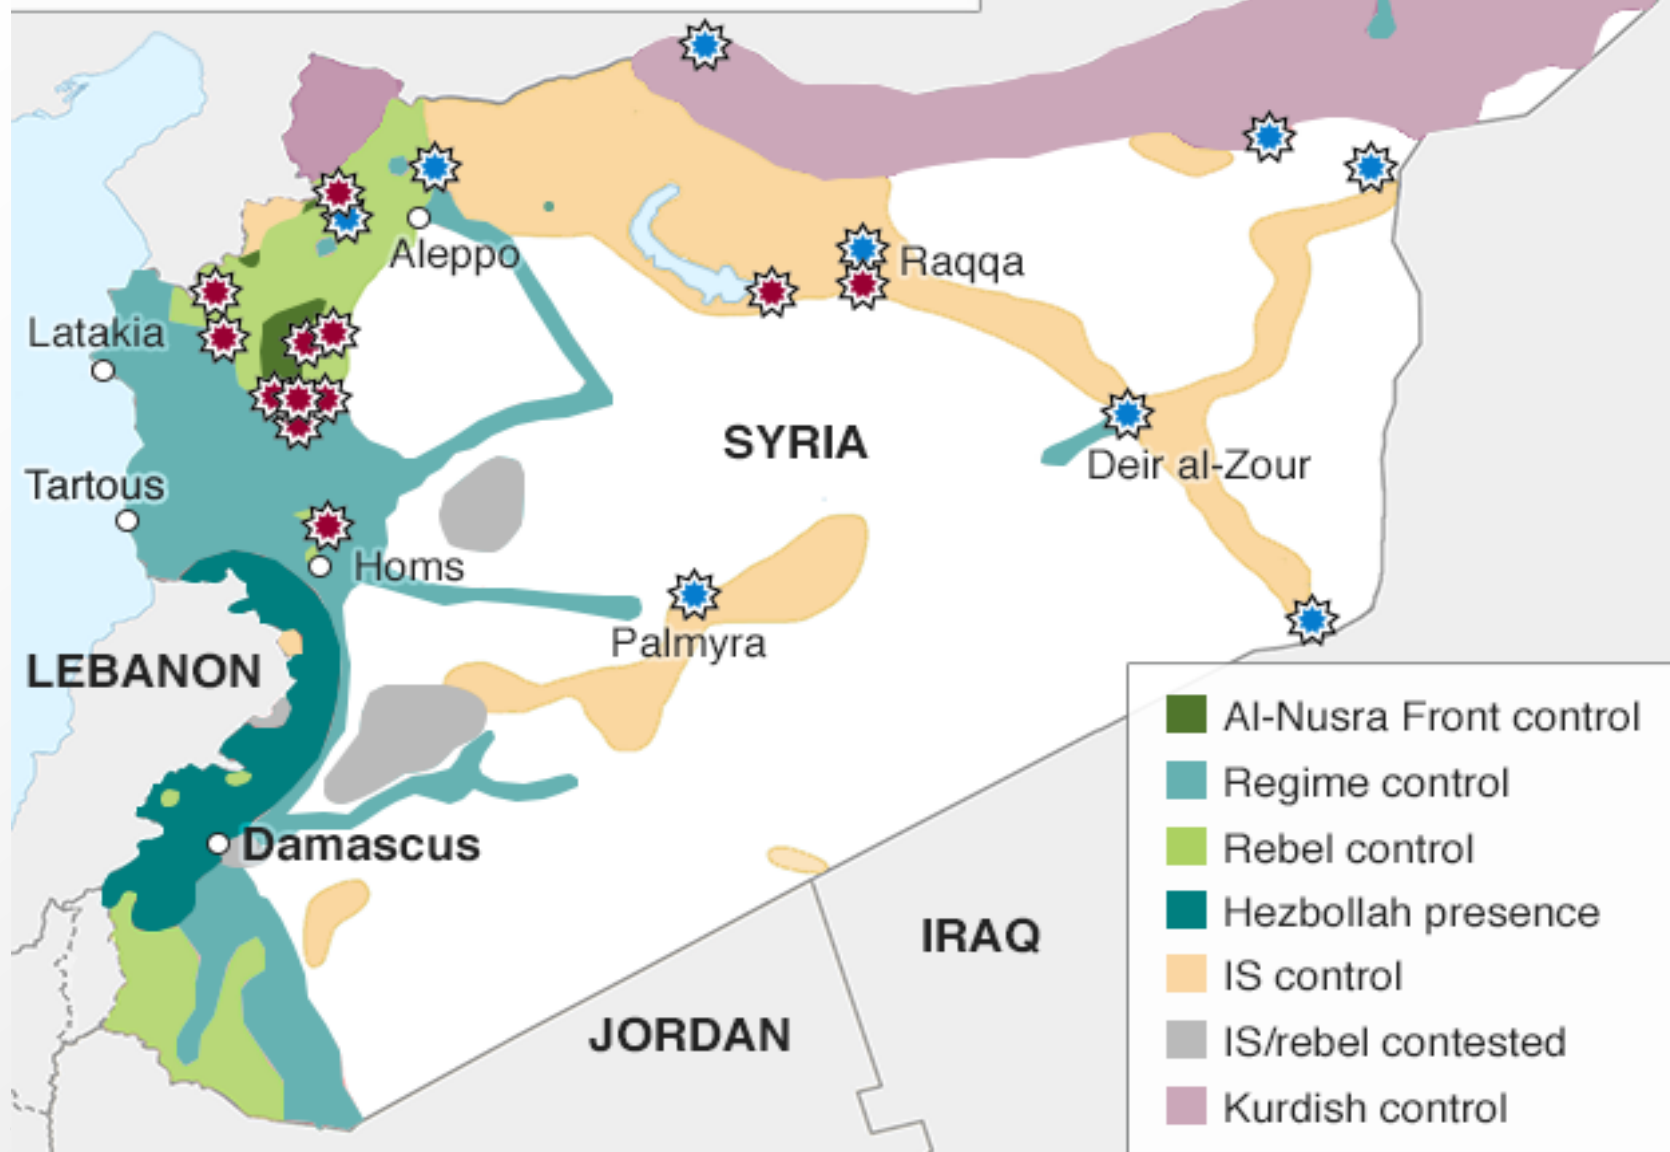 Aleppo
Raqqa
Latakia
SYRIA
Deir al-Zour
Tartous
Homs
Palmyra
LEBANON
Damascus
IRAQ
JORDAN
Al-Nusra Front control
Regime control
Rebel control
Hezbollah presence
IS control
IS/rebel contested
Kurdish control